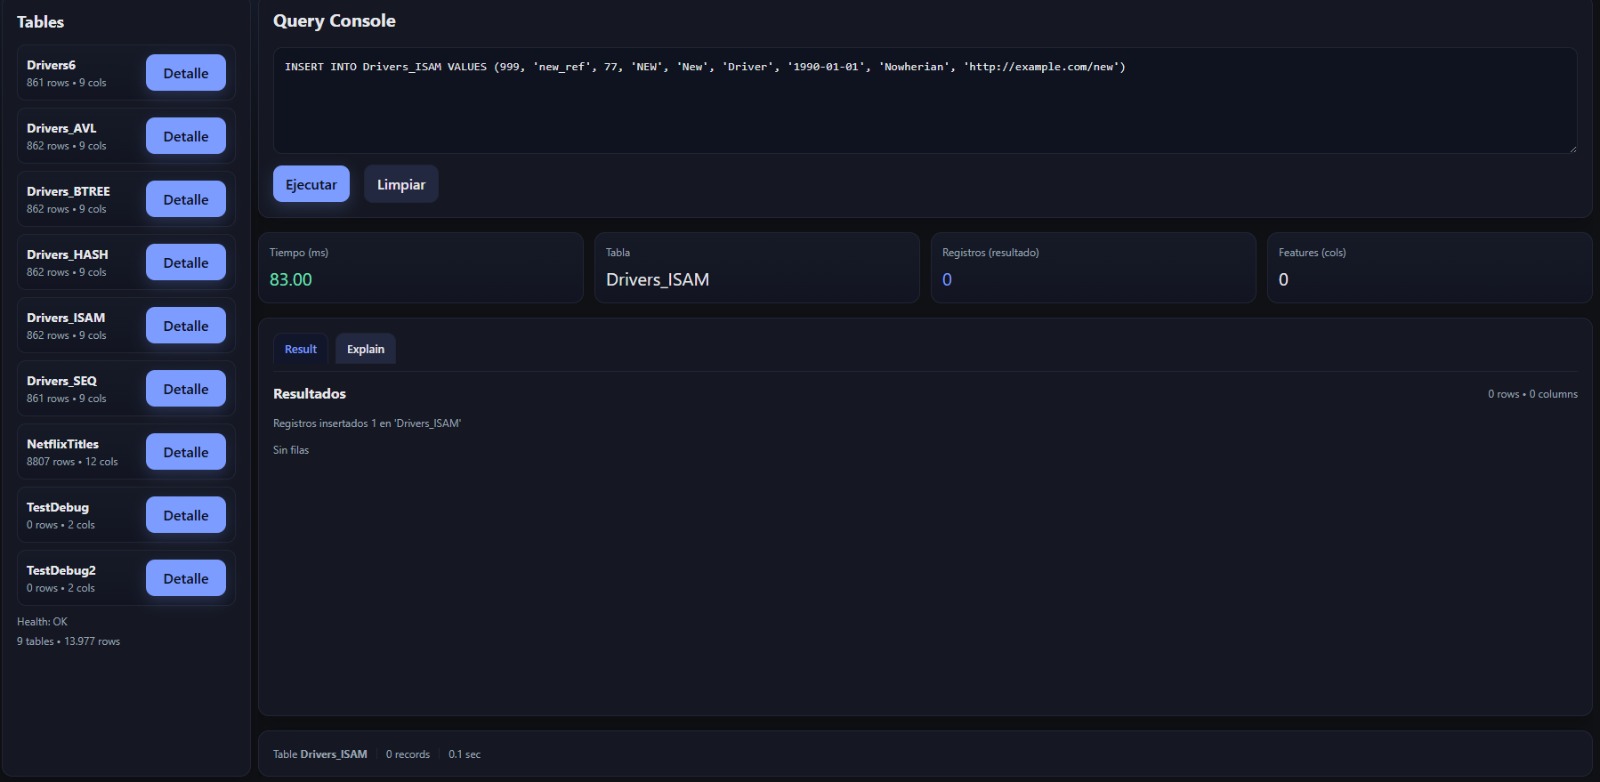 Tables
Drivers6
861 rows • 9 cols
Detalle
Drivers_AVL
862 rows • 9 cols
Detalle
Drivers_BTREE
862 rows • 9 cols
Detalle
Drivers_HASH
862 rows • 9 cols
Detalle
Drivers_ISAM
862 rows • 9 cols
Detalle
Drivers_SEQ
861 rows • 9 cols
Detalle
NetflixTitles
8807 rows • 12 cols
Detalle
TestDebug
0 rows • 2 cols
Detalle
TestDebug2
0 rows • 2 cols
Detalle
Health: OK
9 tables • 13.977 rows
Query Console
INSERT INTO Drivers_ISAM VALUES (999, 'new_ref', 77, 'NEW', 'New', 'Driver', '1990-01-01', 'Nowherian', 'http://example.com/new')
Ejecutar Limpiar
Tiempo (ms)
83.00
Tabla
Drivers_ISAM
Registros (resultado)
0
Features (cols)
0
Result Explain
Resultados 0 rows • 0 columns
Registros insertados 1 en 'Drivers_ISAM'
Sin filas
Table Drivers_ISAM 0 records 0.1 sec